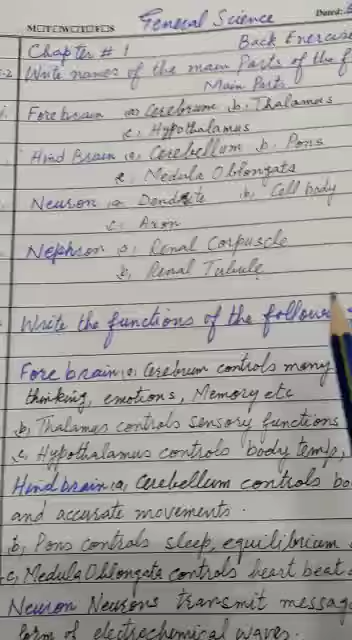 General Science Dated:
Chapter # 1 Back Exercise
2 Write names of the main Parts of the f
Main Parts
Forebrain a, Cerebrum b, Thalamus
c, Hypothalamus
Hind Brain a, Cerebellum b, Pons
c, Medula Oblongata
Neuron a, b, Cell body
c, Axon
Nephron a, Renal Corpuscle
b, Renal Tubule
Write the functions of the follow
Forebrain, a, Cerebrum controls many
thinking, emotions, Memory etc
b, Thalamus controls sensory functions
c, Hypothalamus controls body temp,
Hind brain a, Cerebellum controls bo
and accurate movements.
b, Pons controls sleep, equilibrium
c, Medula Oblongata controls heart beat
Neuron Neurons transmit messag
form of electrochemical waves.